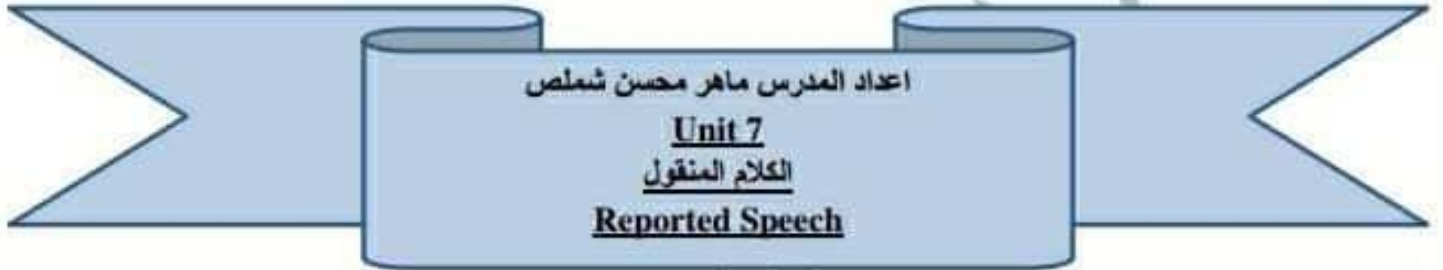 اعداد المدرس ماهر محسن شملص
Unit 7
الكلام المنقول
Reported Speech